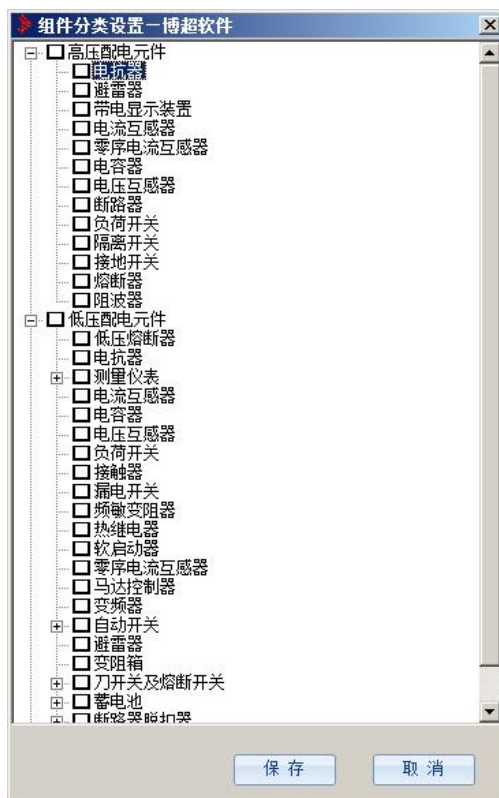 组件分类设置－博超软件
高压配电元件
电抗器
避雷器
带电显示装置
电流互感器
零序电流互感器
电容器
电压互感器
断路器
负荷开关
隔离开关
接地开关
熔断器
阻波器
低压配电元件
低压熔断器
电抗器
测量仪表
电流互感器
电容器
电压互感器
负荷开关
接触器
漏电开关
频敏变阻器
热继电器
软启动器
零序电流互感器
马达控制器
变频器
自动开关
避雷器
变阻箱
刀开关及熔断开关
蓄电池
断路器脱扣器
保存
取消